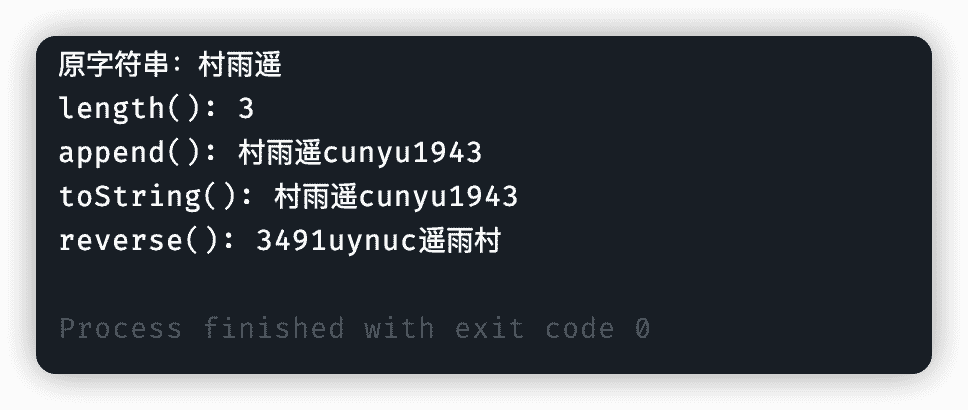 原字符串：村雨遥
length(): 3
append(): 村雨遥cunyu1943
toString(): 村雨遥cunyu1943
reverse(): 3491uynuc遥雨村
Process finished with exit code 0